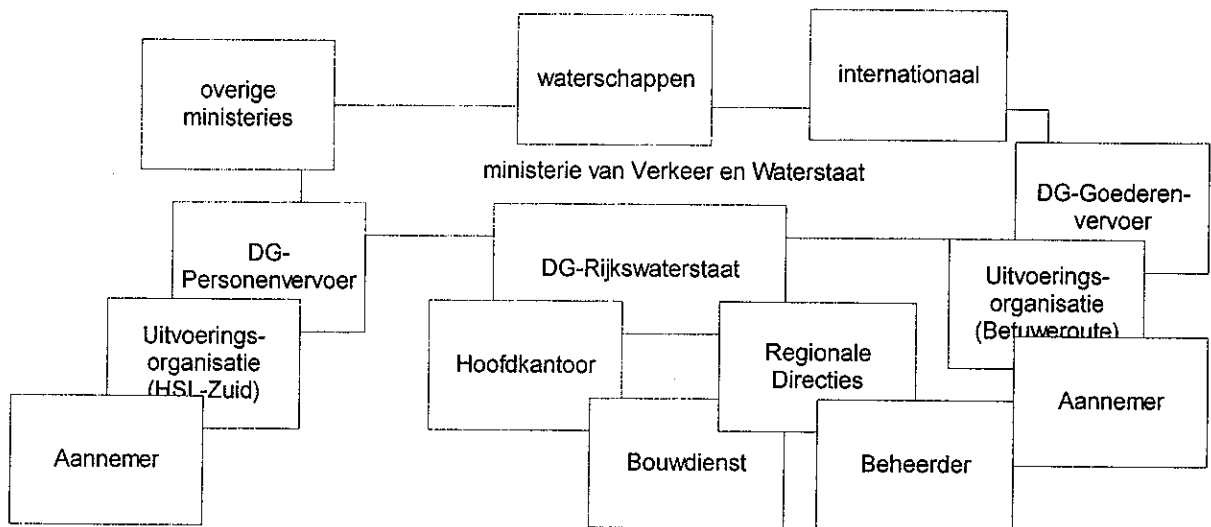 overige
ministeries
waterschappen
internationaal
ministerie van Verkeer en Waterstaat
DG-Goederen-
vervoer
DG-
Personenvervoer
DG-Rijkswaterstaat
Uitvoerings-
organisatie
(Betuweroute)
Uitvoerings-
organisatie
(HSL-Zuid)
Hoofdkantoor
Regionale
Directies
Aannemer
Aannemer
Bouwdienst
Beheerder